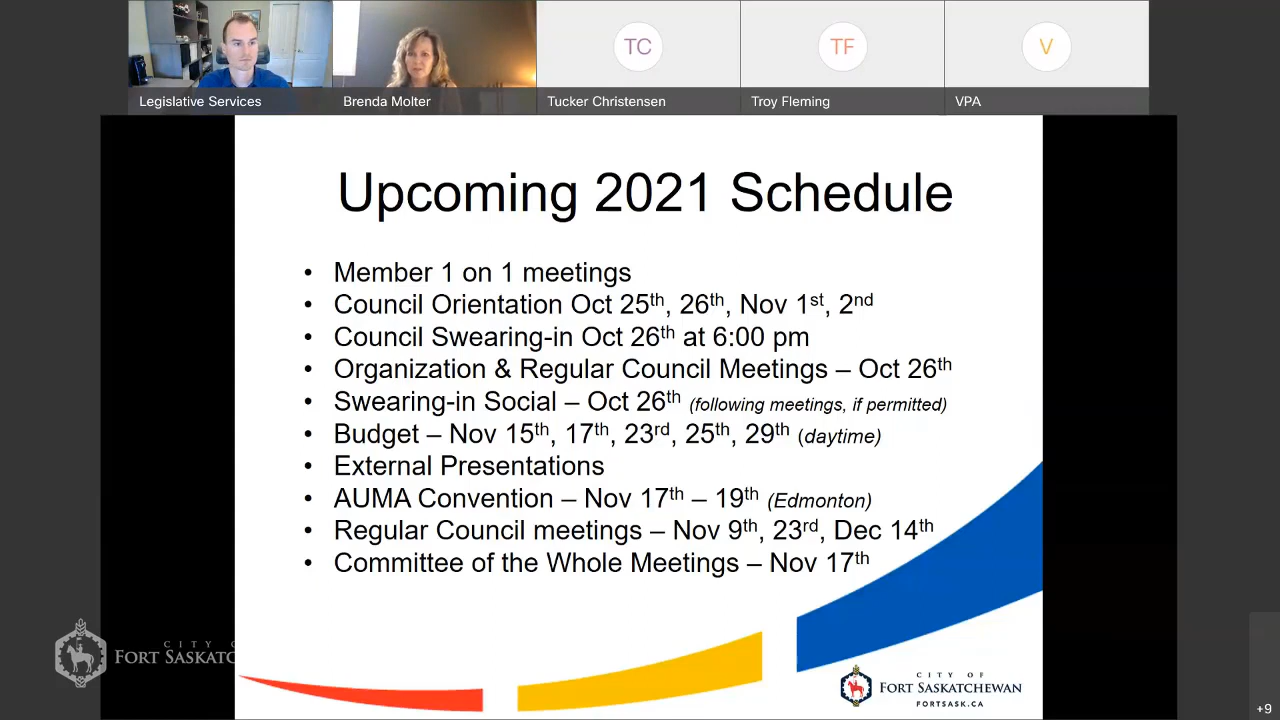 TC
TF
V
Legislative Services
Brenda Molter
Tucker Christensen
Troy Fleming
VPA
Upcoming 2021 Schedule
• Member 1 on 1 meetings
• Council Orientation Oct 25th, 26th, Nov 1st, 2nd
• Council Swearing-in Oct 26th at 6:00 pm
• Organization & Regular Council Meetings – Oct 26th
• Swearing-in Social – Oct 26th (following meetings, if permitted)
• Budget – Nov 15th, 17th, 23rd, 25th, 29th (daytime)
• External Presentations
• AUMA Convention – Nov 17th – 19th (Edmonton)
• Regular Council meetings – Nov 9th, 23rd, Dec 14th
• Committee of the Whole Meetings – Nov 17th
CITY O
FORT SASKATC
CITY OF
FORT SASKATCHEWAN
FORTSASK.CA
+9